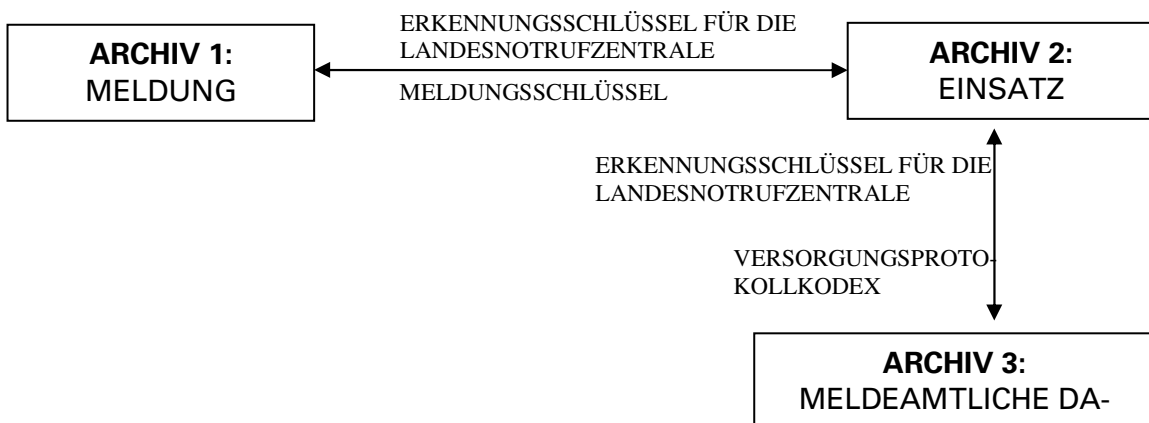 ARCHIV 1:
MELDUNG
ERKENNUNGSSCHLÜSSEL FÜR DIE
LANDESNOTRUFZENTRALE
MELDUNGSSCHLÜSSEL
ARCHIV 2:
EINSATZ
ERKENNUNGSSCHLÜSSEL FÜR DIE
LANDESNOTRUFZENTRALE
VERSORGUNGSPROTO-
KOLLKODEX
ARCHIV 3:
MELDEAMTLICHE DA-